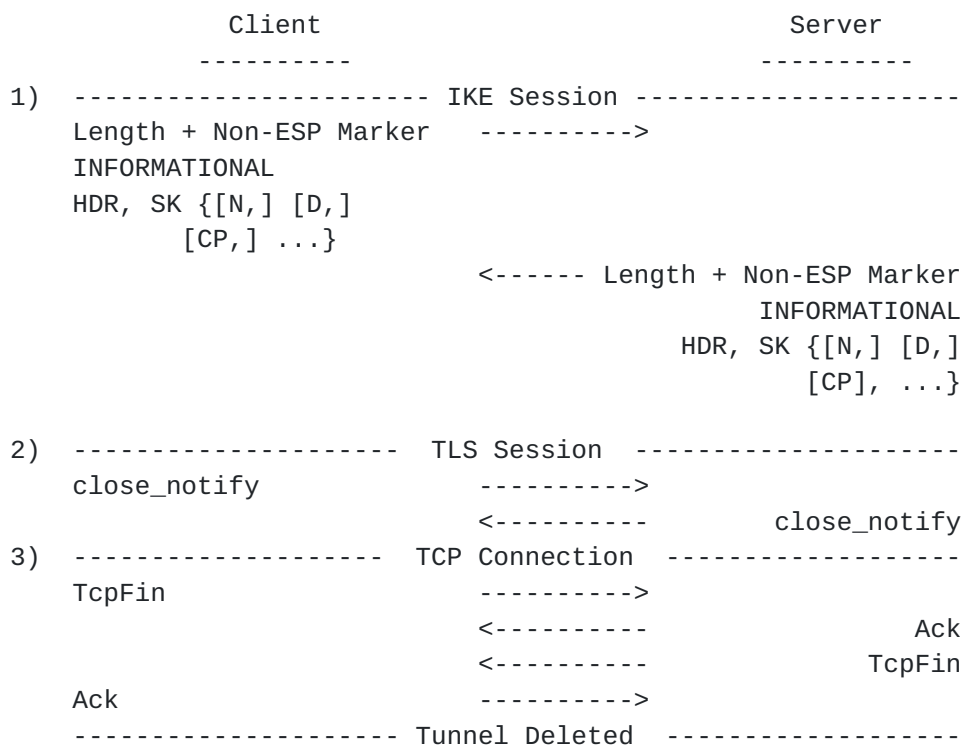 Client                              Server
----------                          ----------
1)  ----------------------- IKE Session ---------------------
    Length + Non-ESP Marker   ---------->
    INFORMATIONAL
    HDR, SK {[N,] [D,]
           [CP,] ...}
                              <------ Length + Non-ESP Marker
                                                INFORMATIONAL
                                           HDR, SK {[N,] [D,]
                                                   [CP], ...}
2)  ---------------------  TLS Session  ---------------------
    close_notify              ---------->
                              <----------        close_notify
3)  --------------------  TCP Connection  -------------------
    TcpFin                    ---------->
                              <----------                 Ack
                              <----------              TcpFin
    Ack                       ---------->
    --------------------- Tunnel Deleted  -------------------